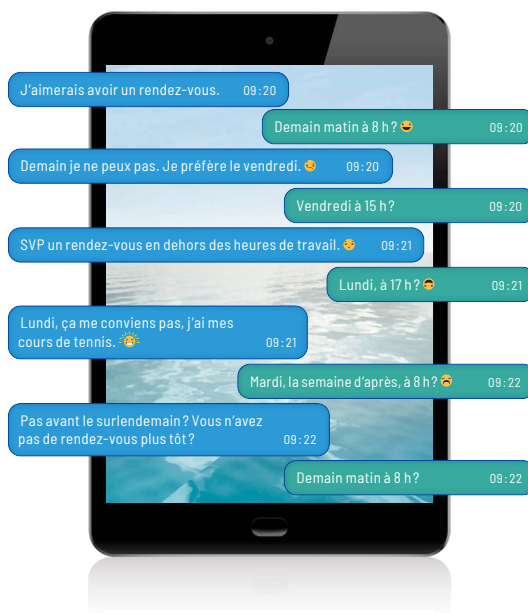 J'aimerais avoir un rendez-vous. 09:20
Demain matin à 8 h? 😄 09:20
Demain je ne peux pas. Je préfère le vendredi. 😕 09:20
Vendredi à 15 h? 09:20
SVP un rendez-vous en dehors des heures de travail. 😕 09:21
Lundi, à 17 h? 09:21
Lundi, ça me conviens pas, j'ai mes
cours de tennis. 09:21
Mardi, la semaine d'après, à 8 h? 09:22
Pas avant le surlendemain? Vous n'avez
pas de rendez-vous plus tôt? 09:22
Demain matin à 8 h? 09:22